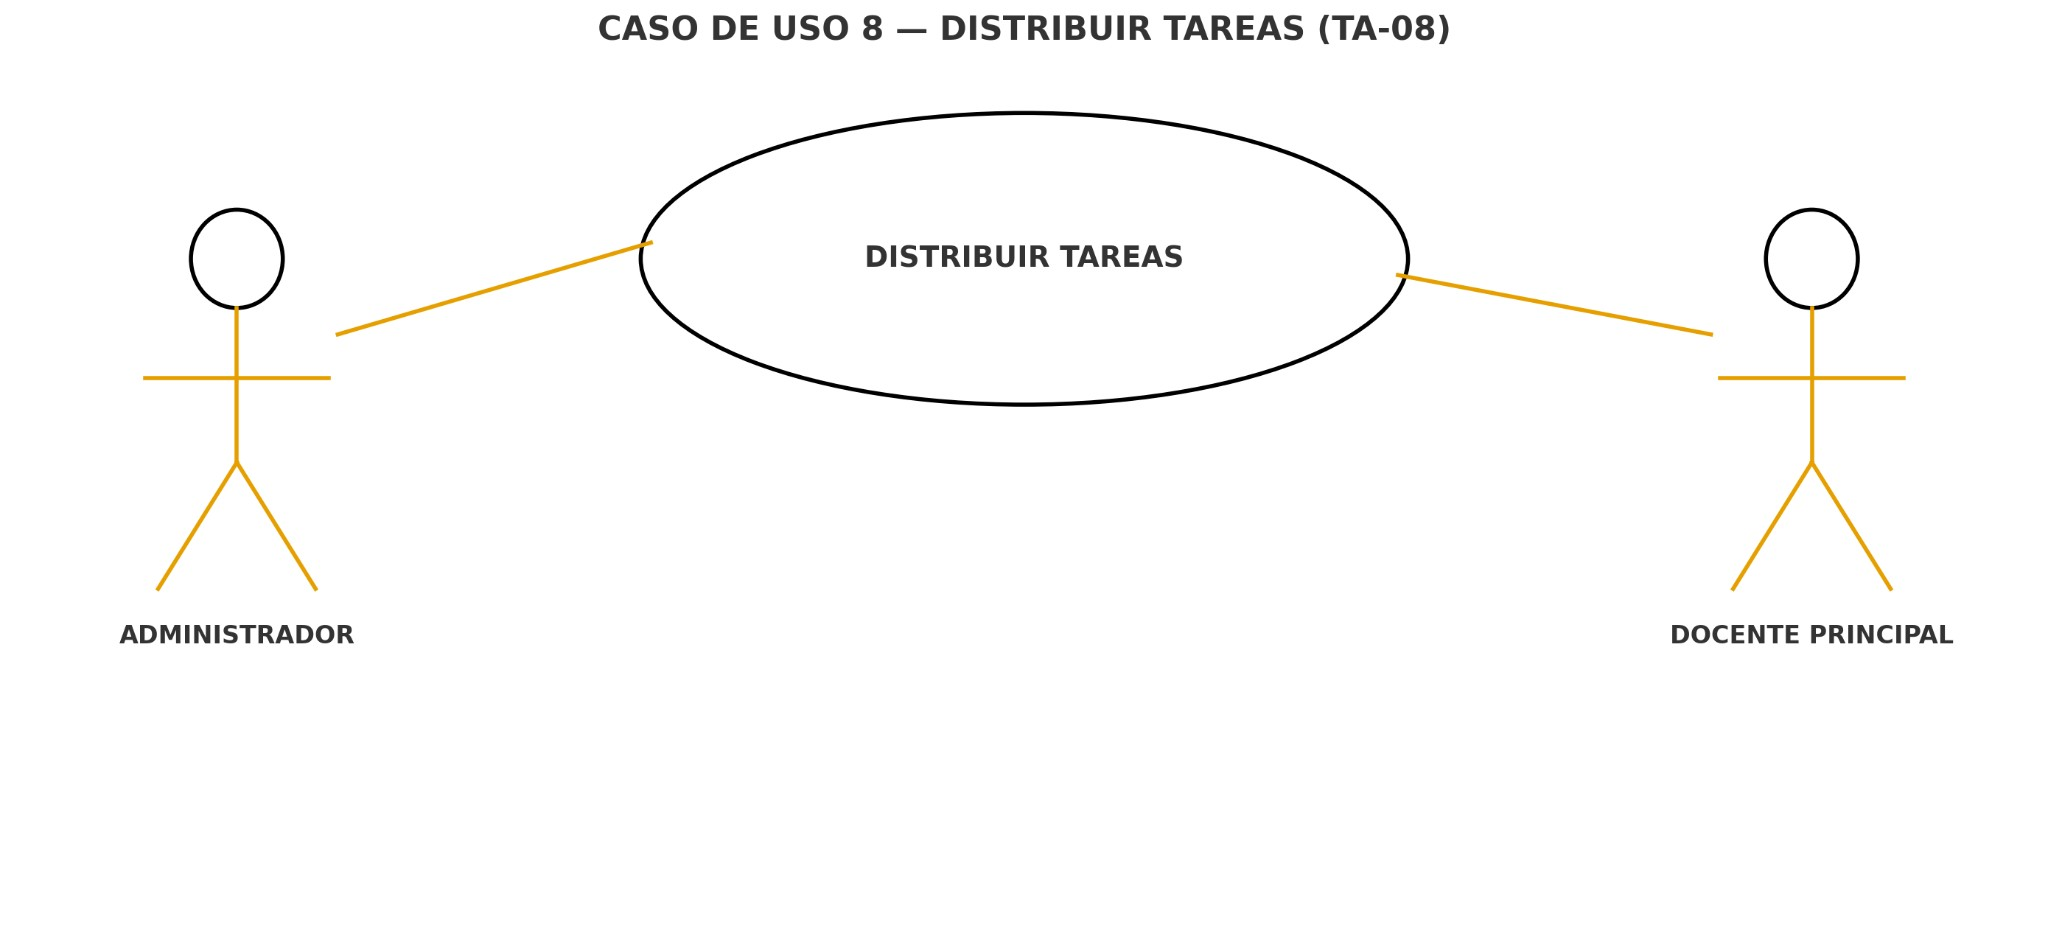 CASO DE USO 8 — DISTRIBUIR TAREAS (TA-08)
DISTRIBUIR TAREAS
ADMINISTRADOR
DOCENTE PRINCIPAL